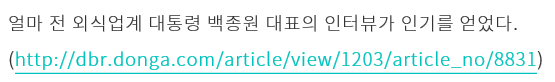 얼마 전 외식업계 대통령 백종원 대표의 인터뷰가 인기를 얻었다.
(http://dbr.donga.com/article/view/1203/article_no/8831)